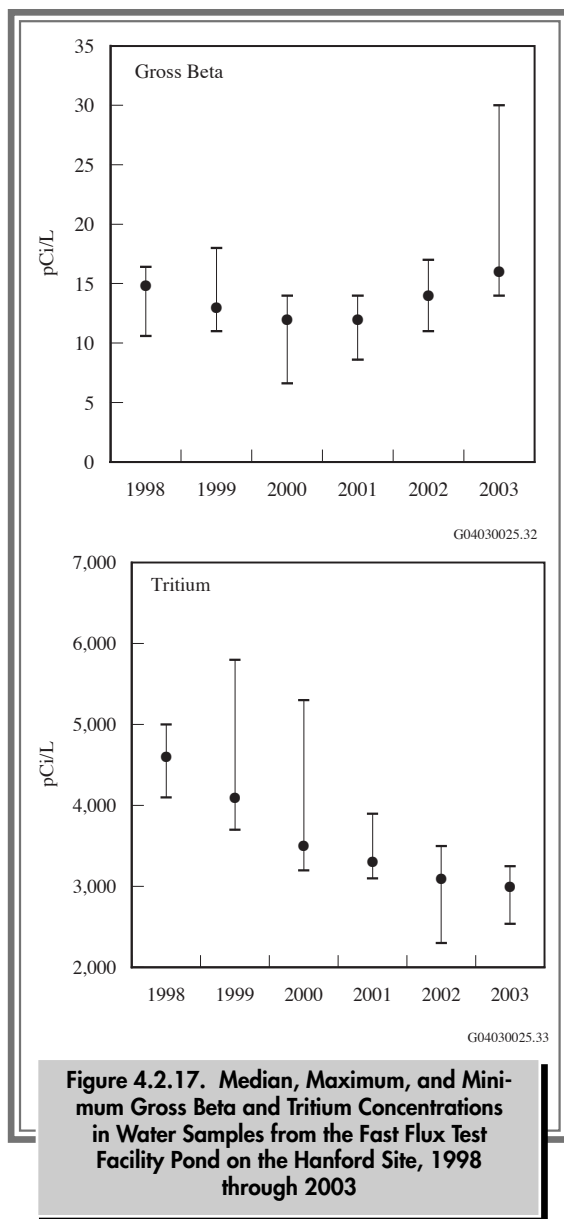 Gross Beta
35
30
25
20
15
10
5
0
pCi/L
1998 1999 2000 2001 2002 2003
G04030025.32
Tritium
7,000
6,000
5,000
4,000
3,000
2,000
pCi/L
1998 1999 2000 2001 2002 2003
G04030025.33
Figure 4.2.17. Median, Maximum, and Mini-
mum Gross Beta and Tritium Concentrations
in Water Samples from the Fast Flux Test
Facility Pond on the Hanford Site, 1998
through 2003